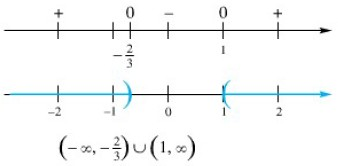 + 0 − 0 +
−2/3 1
−2 −1 0 1 2
(−∞, −2/3) ∪ (1, ∞)